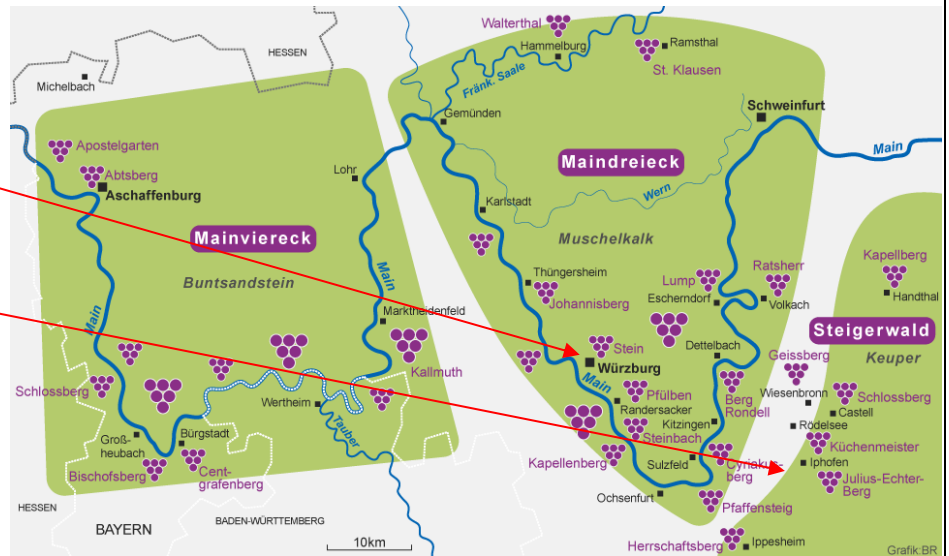 HESSEN
Michelbach
Apostelgarten
Abtsberg
Aschaffenburg
Mainviereck
Buntsandstein
Main
Schlossberg
Groß-
heubach
Bürgstadt
Bischofsberg
Cent-
grafenberg
Wertheim
Tauber
Main
Marktheidenfeld
Kallmuth
Lohr
HESSEN
BAYERN
BADEN-WÜRTTEMBERG
10km
Gemünden
Fränk. Saale
Walterthal
Hammelburg
Ramsthal
St. Klausen
Schweinfurt
Main
Maindreieck
Wern
Karlstadt
Muschelkalk
Thüngersheim
Johannisberg
Lump
Escherndorf
Ratsherr
Volkach
Stein
Würzburg
Dettelbach
Main
Pfülben
Randersacker
Steinbach
Kapellenberg
Kitzingen
Berg
Rondell
Sulzfeld
Cyriakus-
berg
Ochsenfurt
Pfaffensteig
Kapellberg
Handthal
Steigerwald
Keuper
Geissberg
Wiesenbronn
Schlossberg
Castell
Rödelsee
Küchenmeister
Iphofen
Julius-Echter-
Berg
Herrschaftsberg
Ippesheim
Grafik:BR